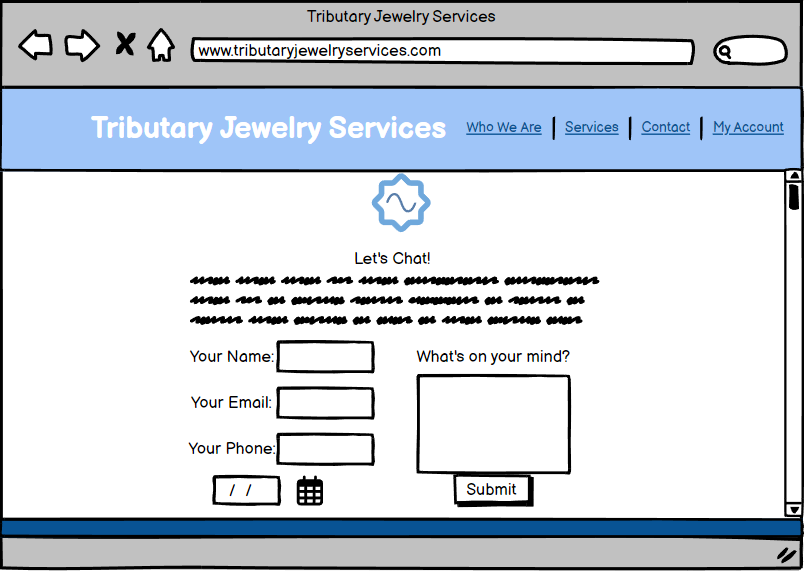 Tributary Jewelry Services
www.tributaryjewelryservices.com
Tributary Jewelry Services
Who We Are | Services | Contact | My Account
Let's Chat!
Your Name:
What's on your mind?
Your Email:
Your Phone:
/ /
Submit